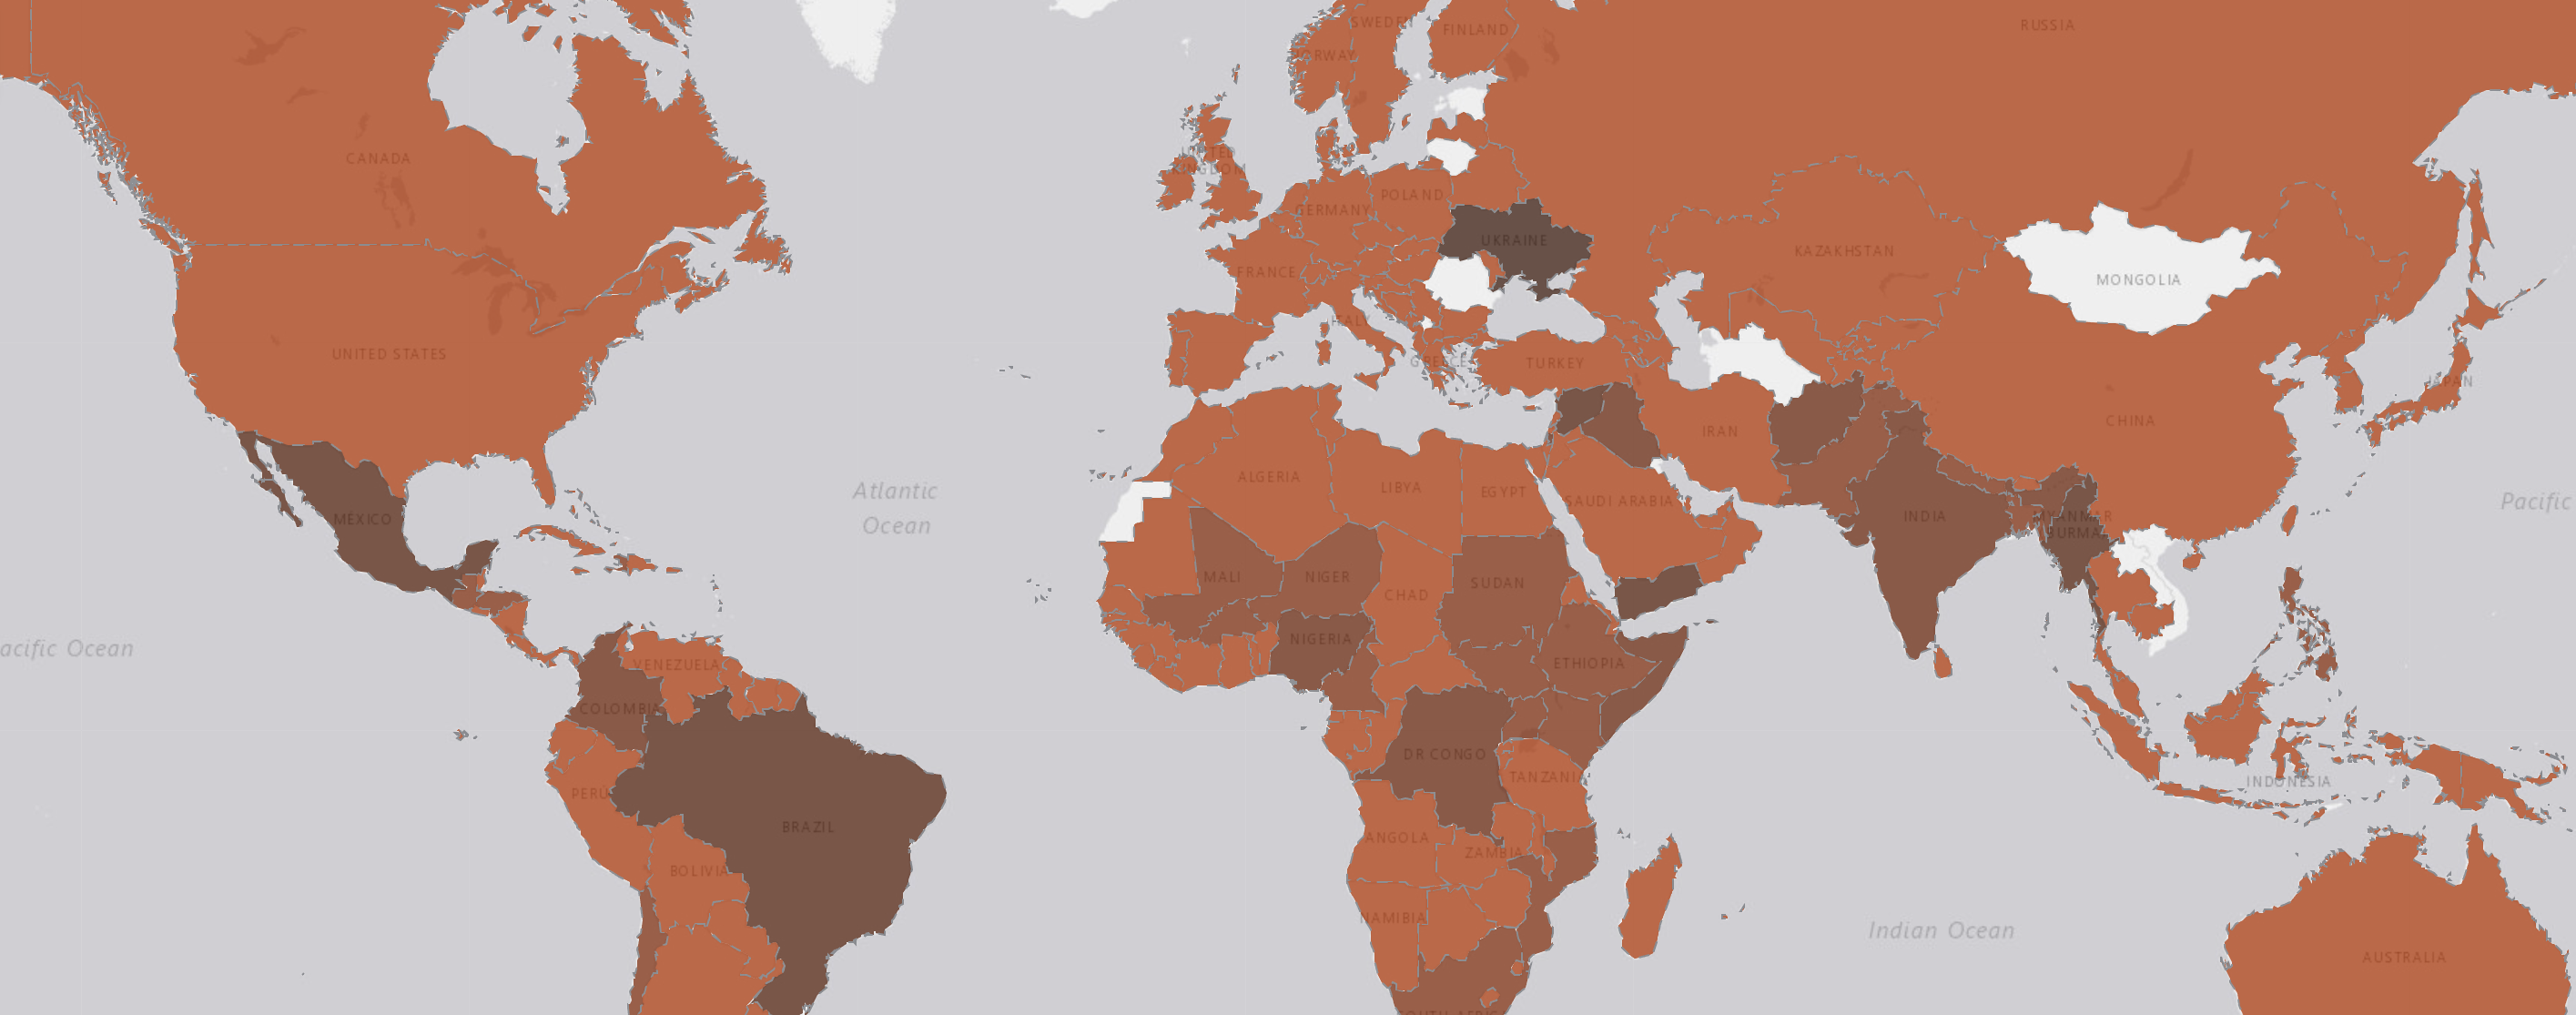 SWEDEN
FINLAND
RUSSIA
NORWAY
CANADA
UNITED
KINGDOM
POLAND
GERMANY
UKRAINE
KAZAKHSTAN
FRANCE
MONGOLIA
ITALY
UNITED STATES
GREECE
TURKEY
JAPAN
CHINA
IRAN
ALGERIA
LIBYA
EGYPT
SAUDI ARABIA
Atlantic
Ocean
Pacific
MEXICO
INDIA
MYANMAR
BURMA
MALI
NIGER
SUDAN
CHAD
NIGERIA
acific Ocean
VENEZUELA
ETHIOPIA
COLOMBIA
DR CONGO
TANZANIA
INDONESIA
PERU
BRAZIL
ANGOLA
ZAMBIA
BOLIVIA
NAMIBIA
Indian Ocean
AUSTRALIA